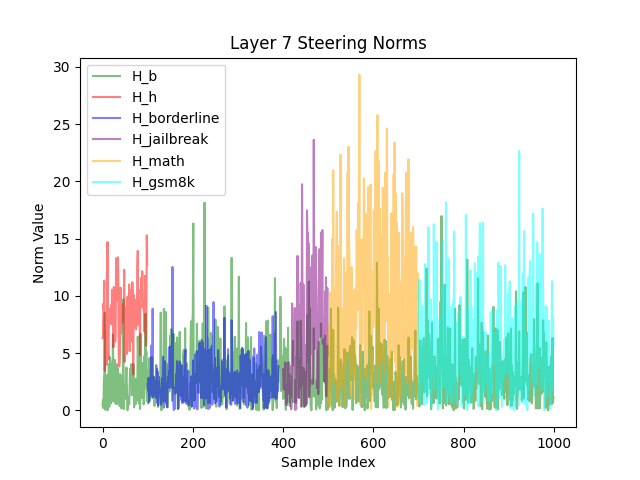 Layer 7 Steering Norms
30
25
20
15
10
5
0
Norm Value
H_b
H_h
H_borderline
H_jailbreak
H_math
H_gsm8k
0 200 400 600 800 1000
Sample Index